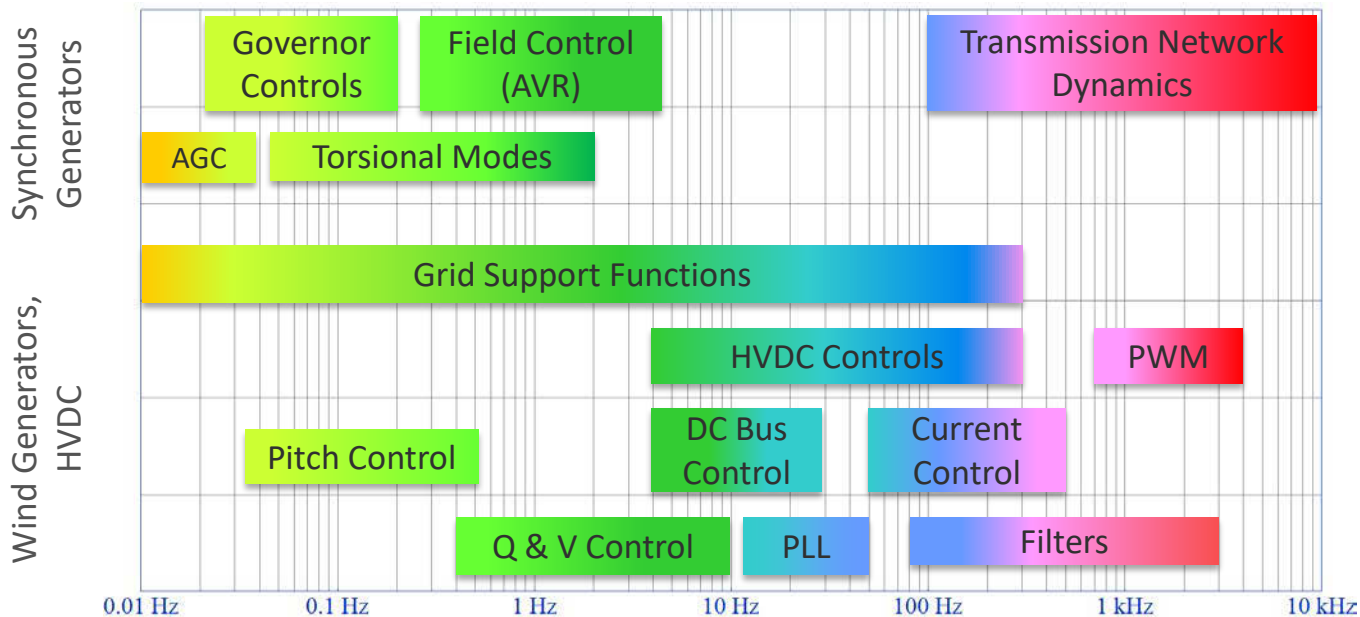 Synchronous
Generators
Governor
Controls
Field Control
(AVR)
Transmission Network
Dynamics
AGC
Torsional Modes
Wind Generators,
HVDC
Grid Support Functions
HVDC Controls
PWM
Pitch Control
DC Bus
Control
Current
Control
Q & V Control
PLL
Filters
0.01 Hz
0.1 Hz
1 Hz
10 Hz
100 Hz
1 kHz
10 kHz